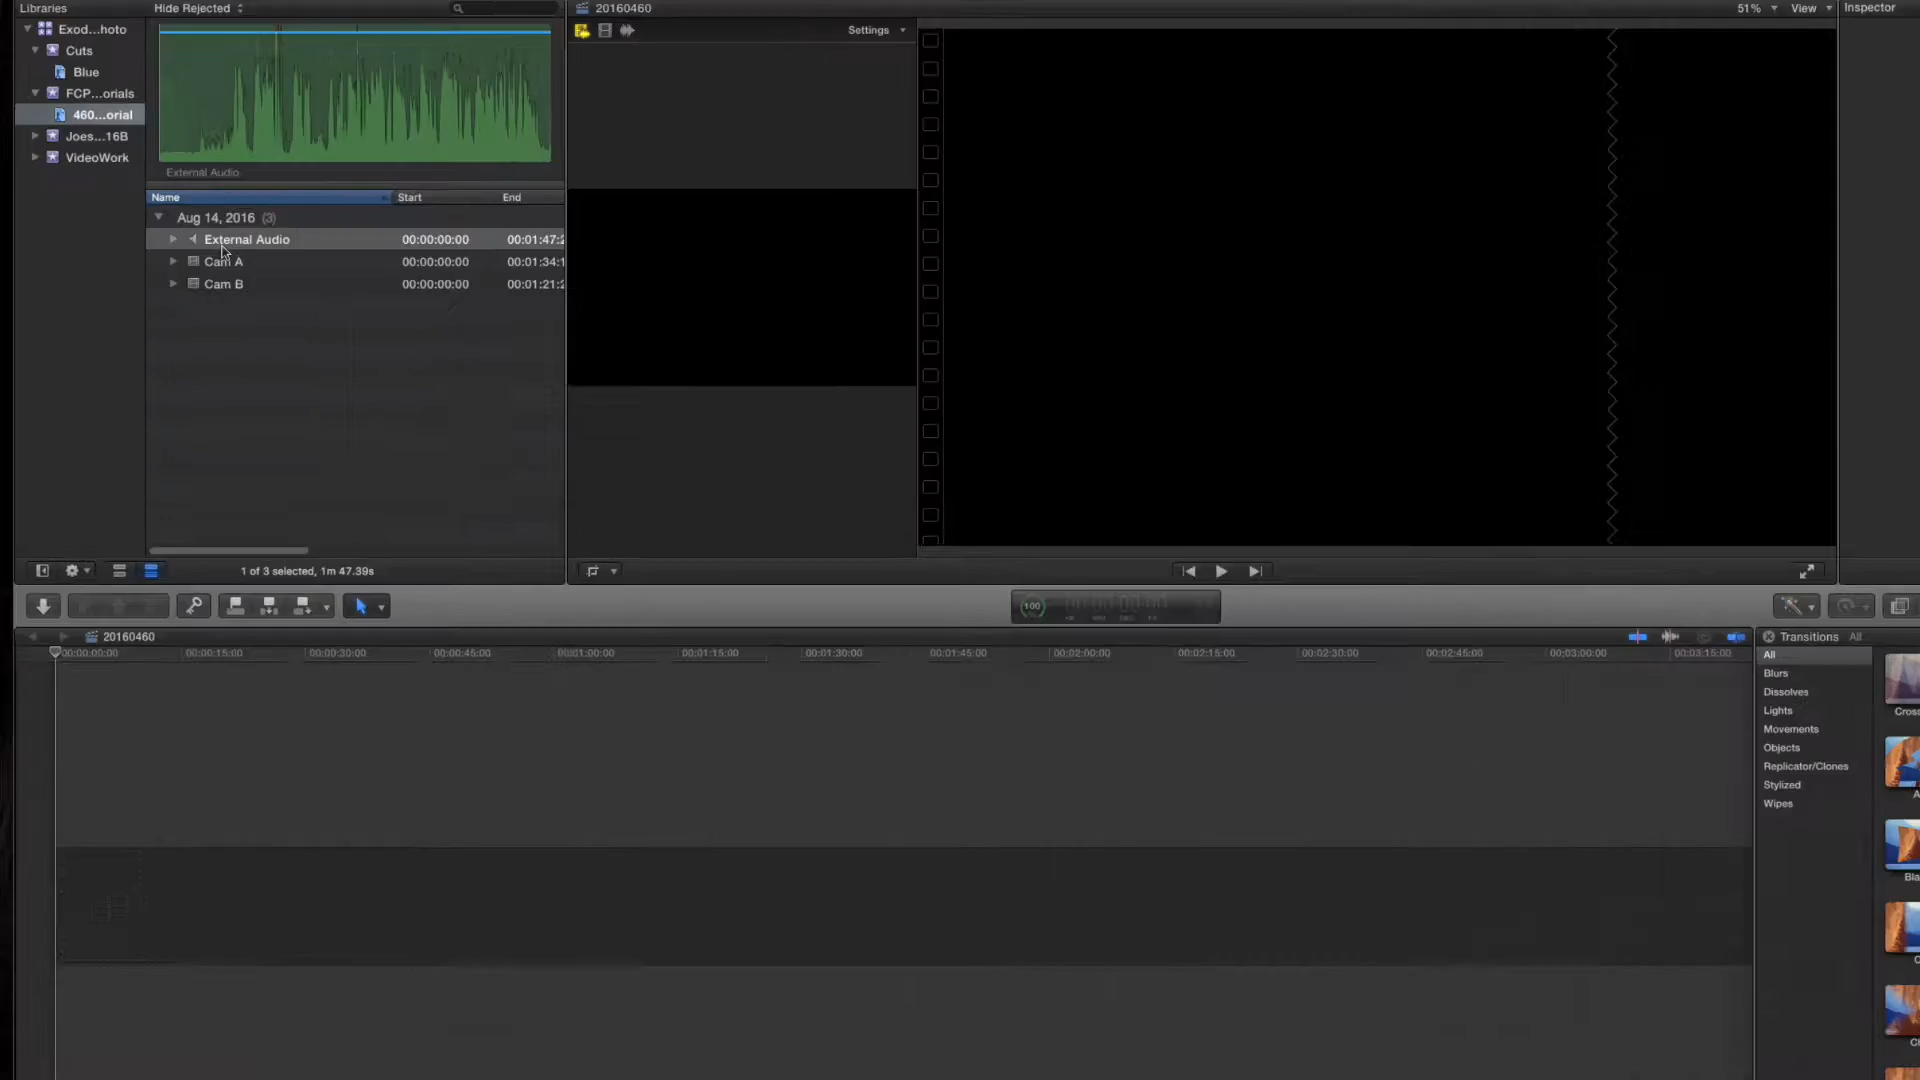 Libraries
Hide Rejected
20160460
51%
View
Inspector
Exod...hoto
Cuts
Blue
FCP...orials
460...orial
Joes...16B
VideoWork
External Audio
Settings
Name
Start
End
Aug 14, 2016 (3)
External Audio 00:00:00:00 00:01:47:2
Cam A 00:00:00:00 00:01:34:1
Cam B 00:00:00:00 00:01:21:2
1 of 3 selected, 1m 47.39s
100
20160460
00:00:00:00 00:00:15:00 00:00:30:00 00:00:45:00 00:01:00:00 00:01:15:00 00:01:30:00 00:01:45:00 00:02:00:00 00:02:15:00 00:02:30:00 00:02:45:00 00:03:00:00 00:03:15:00
Transitions All
All
Blurs
Dissolves
Lights
Movements
Objects
Replicator/Clones
Stylized
Wipes
Cros
A
Bla
C
Ch